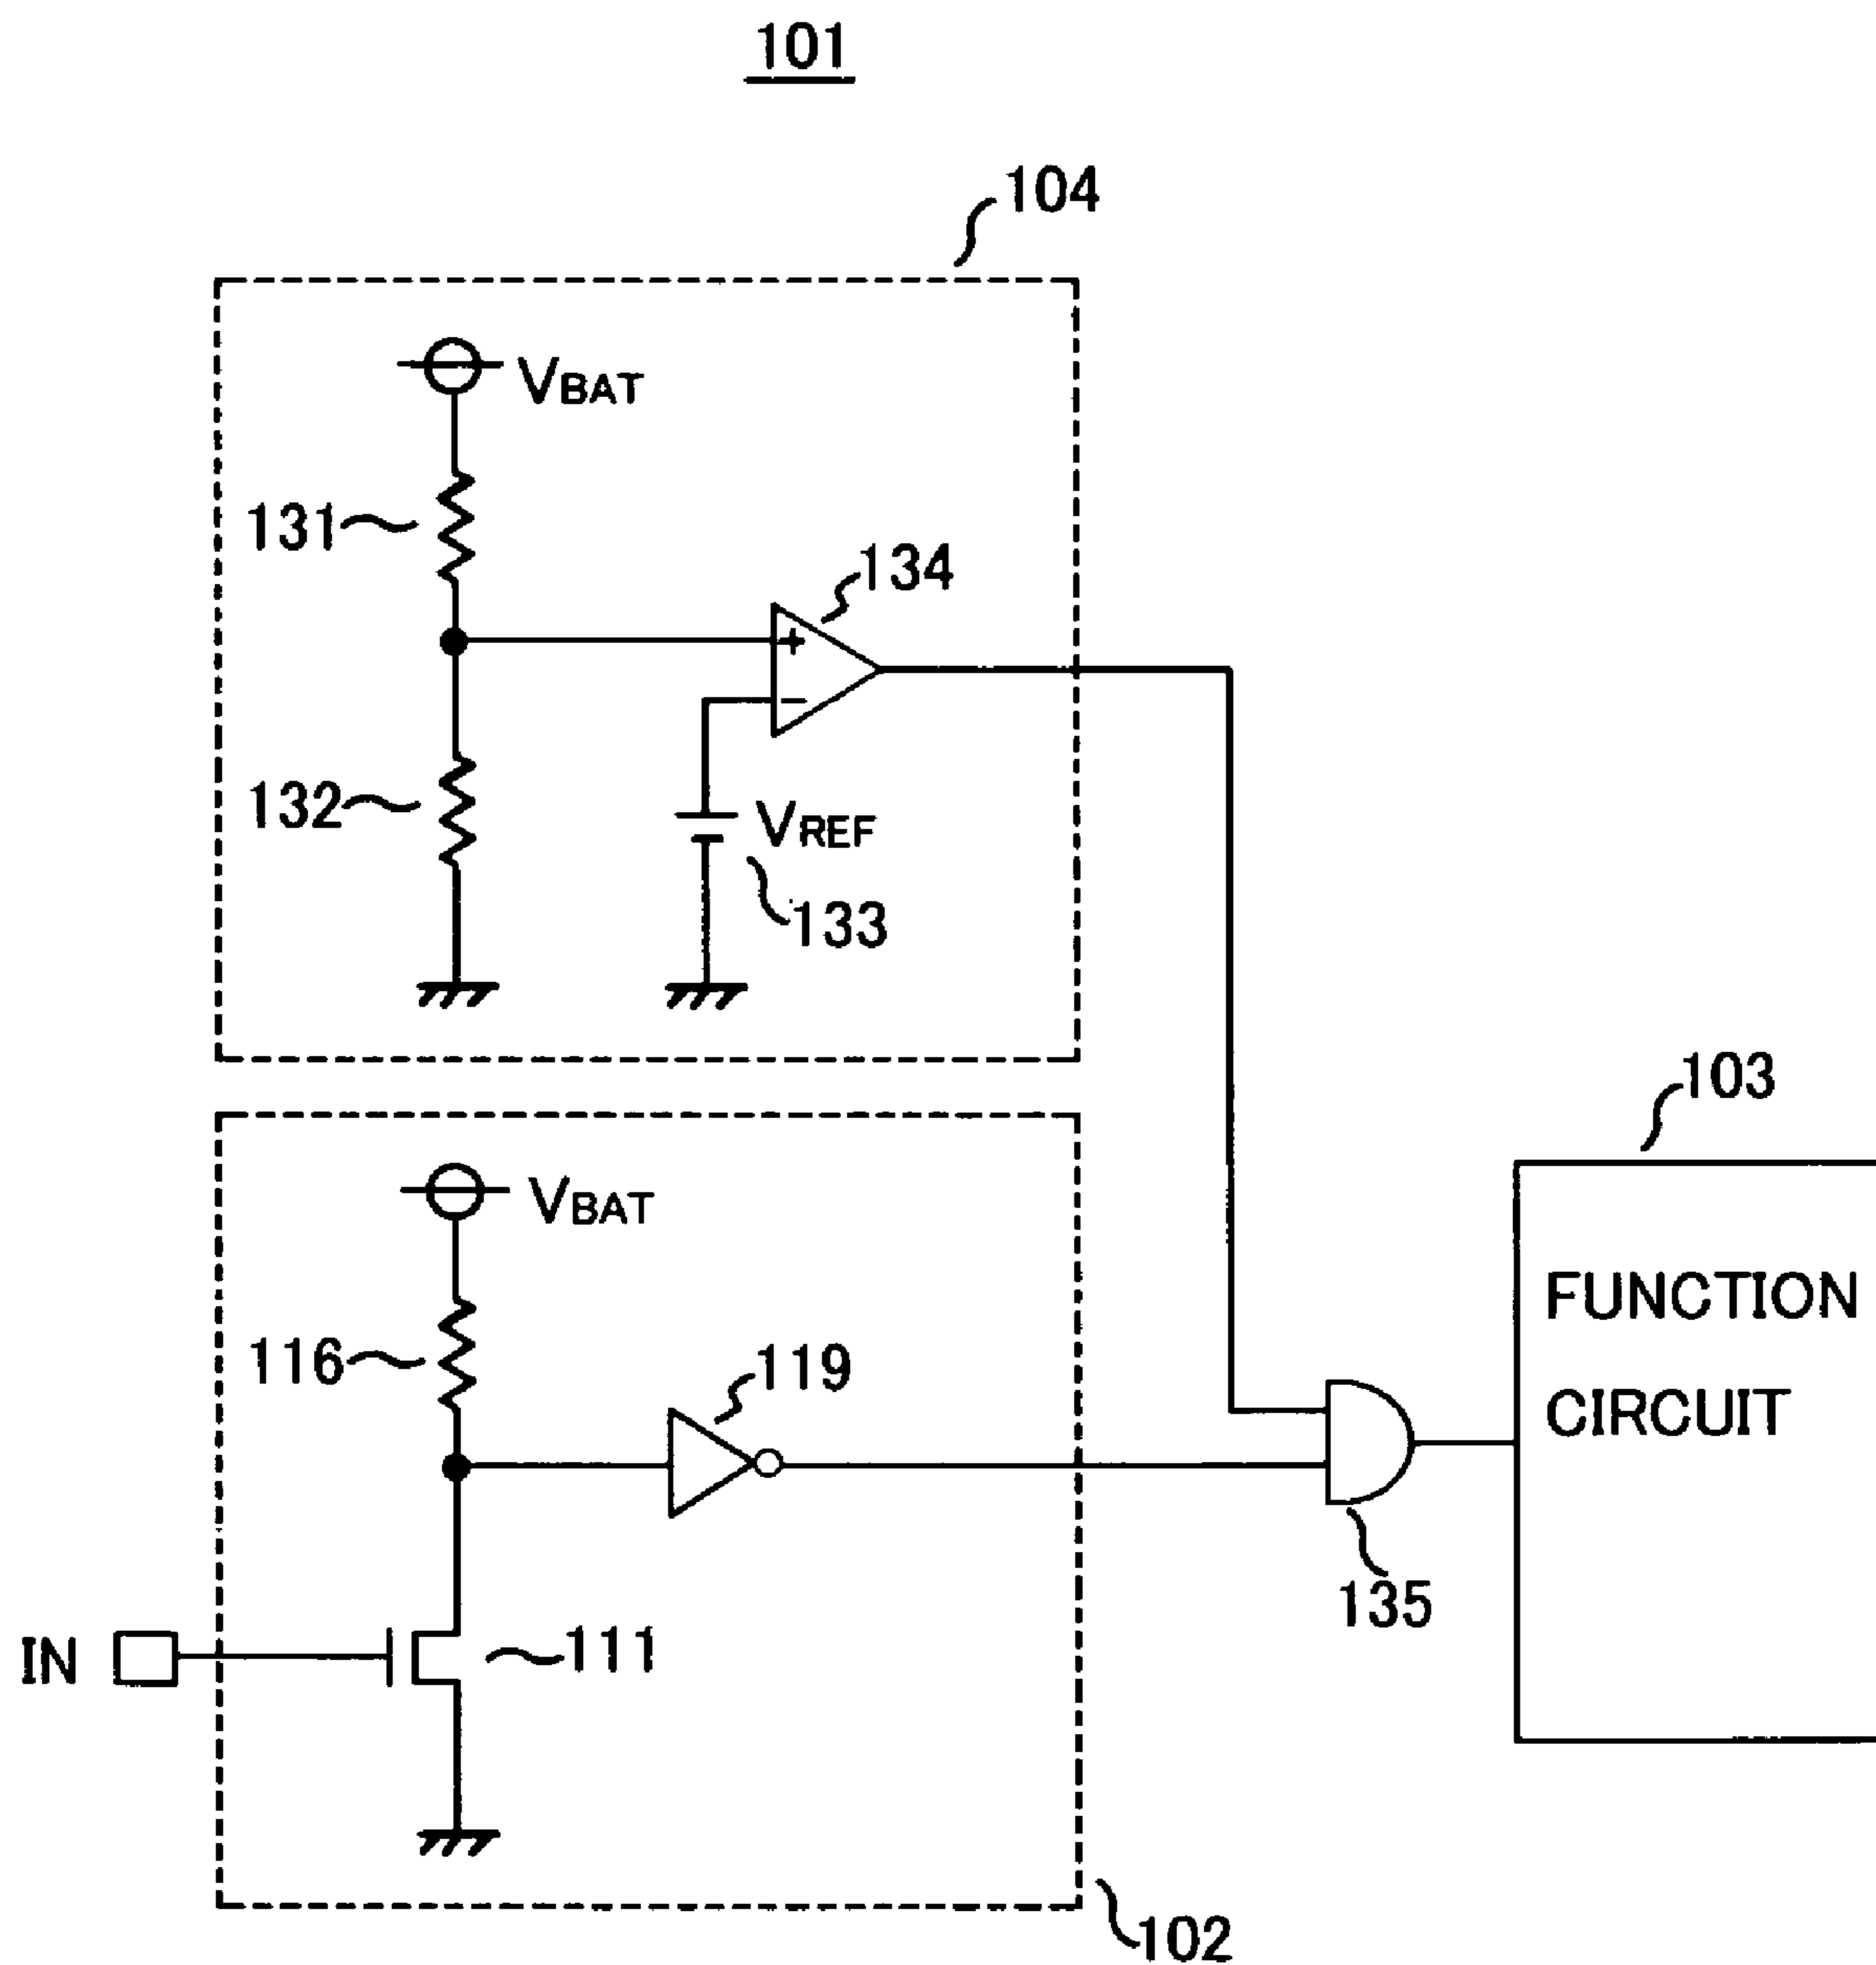 101
104
VBAT
131
134
132
VREF
133
103
VBAT
FUNCTION
CIRCUIT
116
119
135
IN
111
102